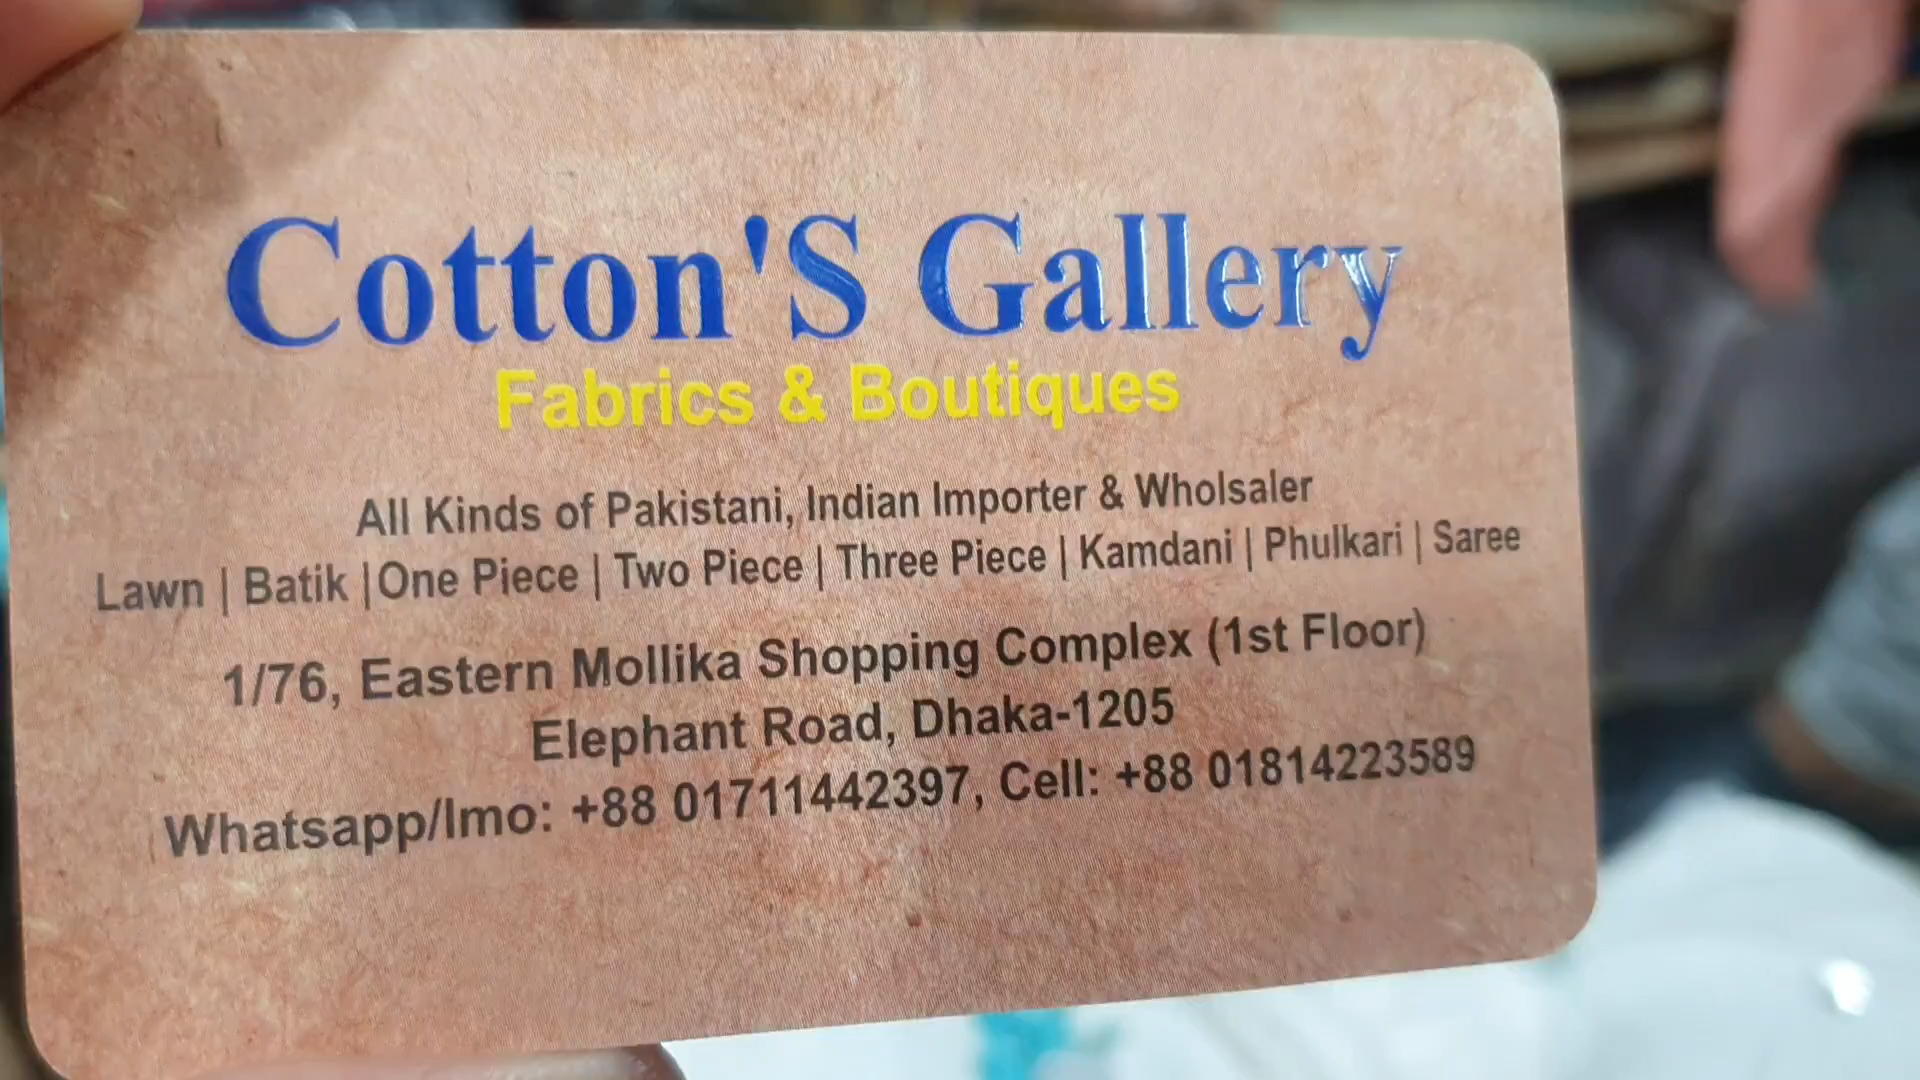 Cotton'S Gallery
Fabrics & Boutiques
All Kinds of Pakistani, Indian Importer & Wholsaler
Lawn | Batik |One Piece | Two Piece | Three Piece | Kamdani | Phulkari | Saree
1/76, Eastern Mollika Shopping Complex (1st Floor)
Elephant Road, Dhaka-1205
Whatsapp/Imo: +88 01711442397, Cell: +88 01814223589